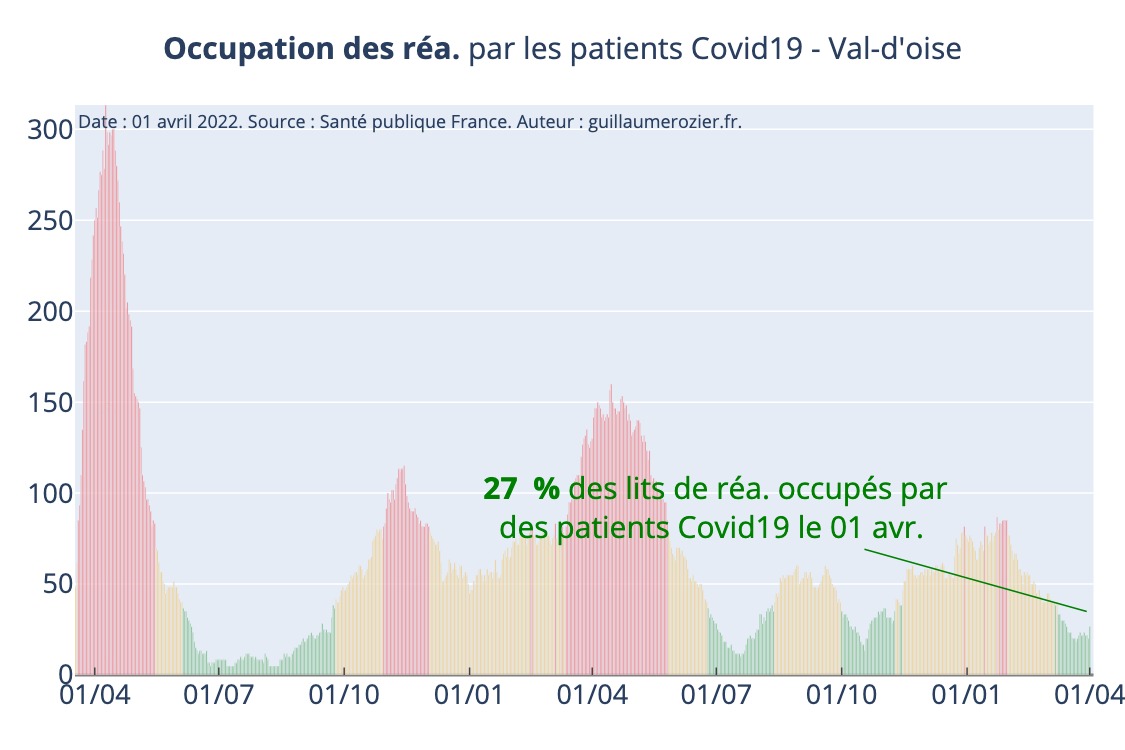 Occupation des réa. par les patients Covid19 - Val-d'oise
Date : 01 avril 2022. Source : Santé publique France. Auteur : guillaumerozier.fr.
300
250
200
150
100
50
0
27 % des lits de réa. occupés par
des patients Covid19 le 01 avr.
01/04 01/07 01/10 01/01 01/04 01/07 01/10 01/01 01/04